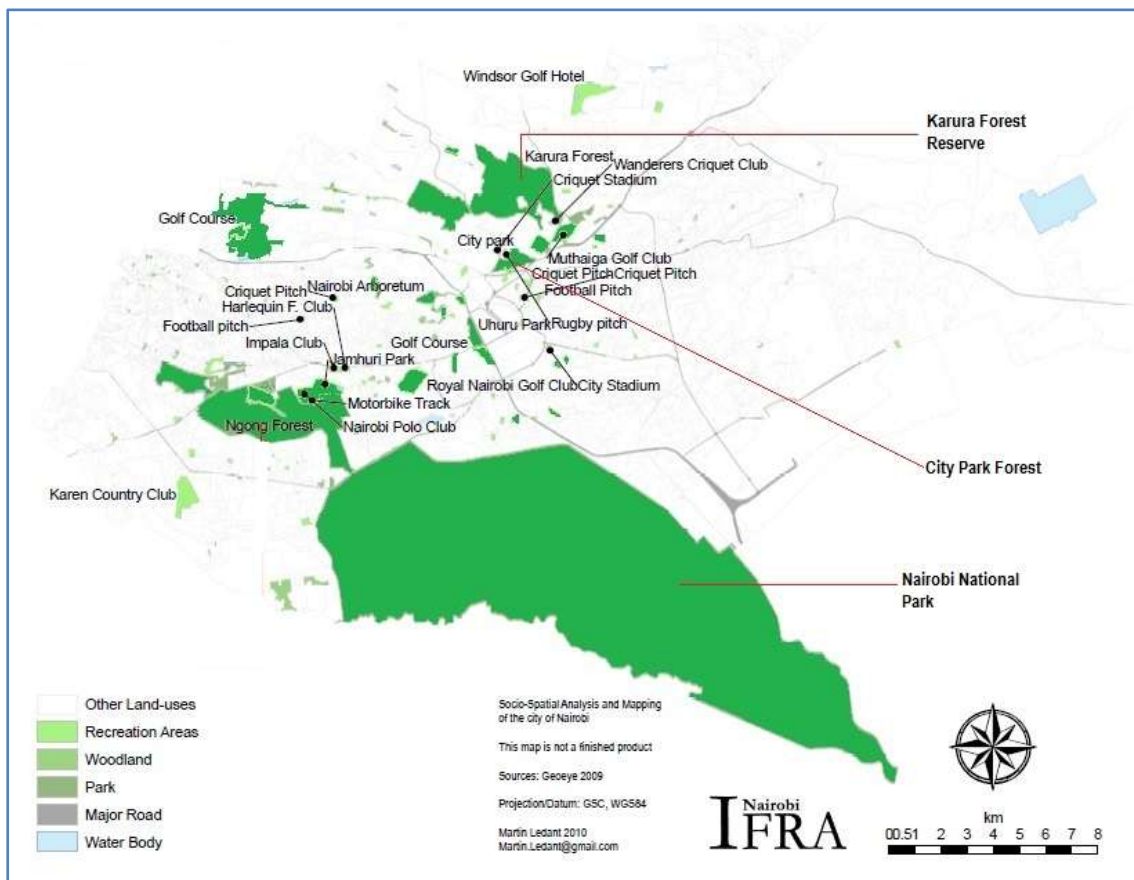 Windsor Golf Hotel
Karura Forest
Reserve
Karura Forest
Wanderers Criquet Club
Criquet Stadium
Golf Course
City park
Muthaiga Golf Club
Criquet Pitch
Criquet Pitch
Nairobi Arboretum
Criquet Pitch
Football Pitch
Harlequin F. Club
Football pitch
Uhuru Park
Rugby pitch
Impala Club
Golf Course
Jamhuri Park
Royal Nairobi Golf Club
City Stadium
Motorbike Track
Ngong Forest
Nairobi Polo Club
City Park Forest
Karen Country Club
Nairobi National
Park
Other Land-uses
Recreation Areas
Woodland
Park
Major Road
Water Body
Socio-Spatial Analysis and Mapping
of the city of Nairobi
This map is not a finished product
Sources: Geoeye 2009
Projection/Datum: GSC, WGS84
Martin Ledant 2010
Martin.Ledant@gmail.com
Nairobi
IFRA
km
00.51 2 3 4 5 6 7 8